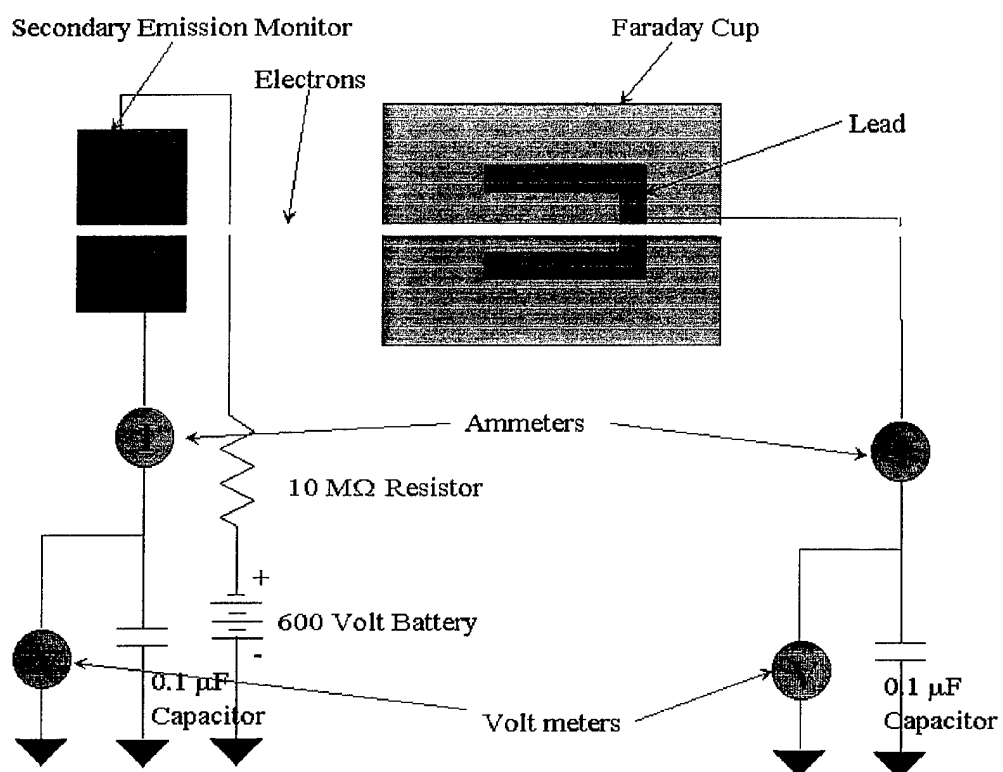 Secondary Emission Monitor
Faraday Cup
Electrons
Lead
I
Ammeters
10 MΩ Resistor
+
600 Volt Battery
-
0.1 µF
Capacitor
Volt meters
V
0.1 µF
Capacitor